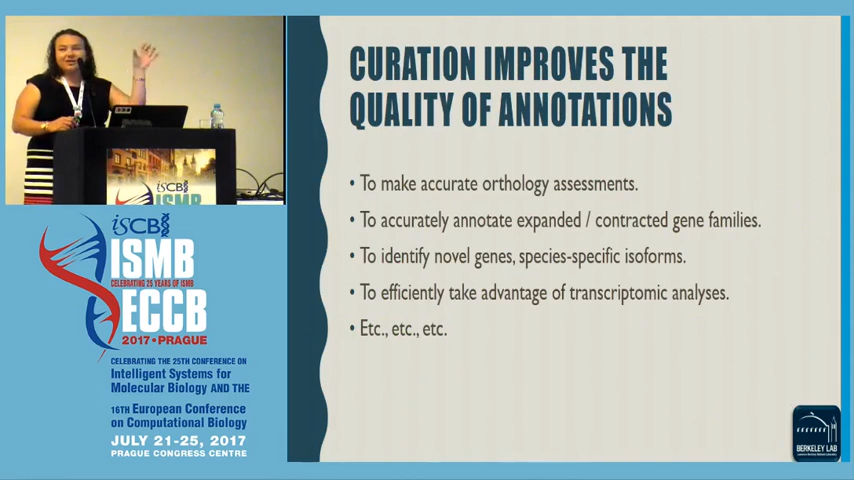 CURATION IMPROVES THE
QUALITY OF ANNOTATIONS
• To make accurate orthology assessments.
• To accurately annotate expanded / contracted gene families.
• To identify novel genes, species-specific isoforms.
• To efficiently take advantage of transcriptomic analyses.
• Etc., etc., etc.
iSCB
ISMB
iSCB
ISMB
CELEBRATING 25 YEARS OF ISMB
ECCB
2017 • PRAGUE
CELEBRATING THE 25TH CONFERENCE ON
Intelligent Systems for
Molecular Biology AND THE
16TH European Conference
on Computational Biology
JULY 21-25, 2017
PRAGUE CONGRESS CENTRE
BERKELEY LAB